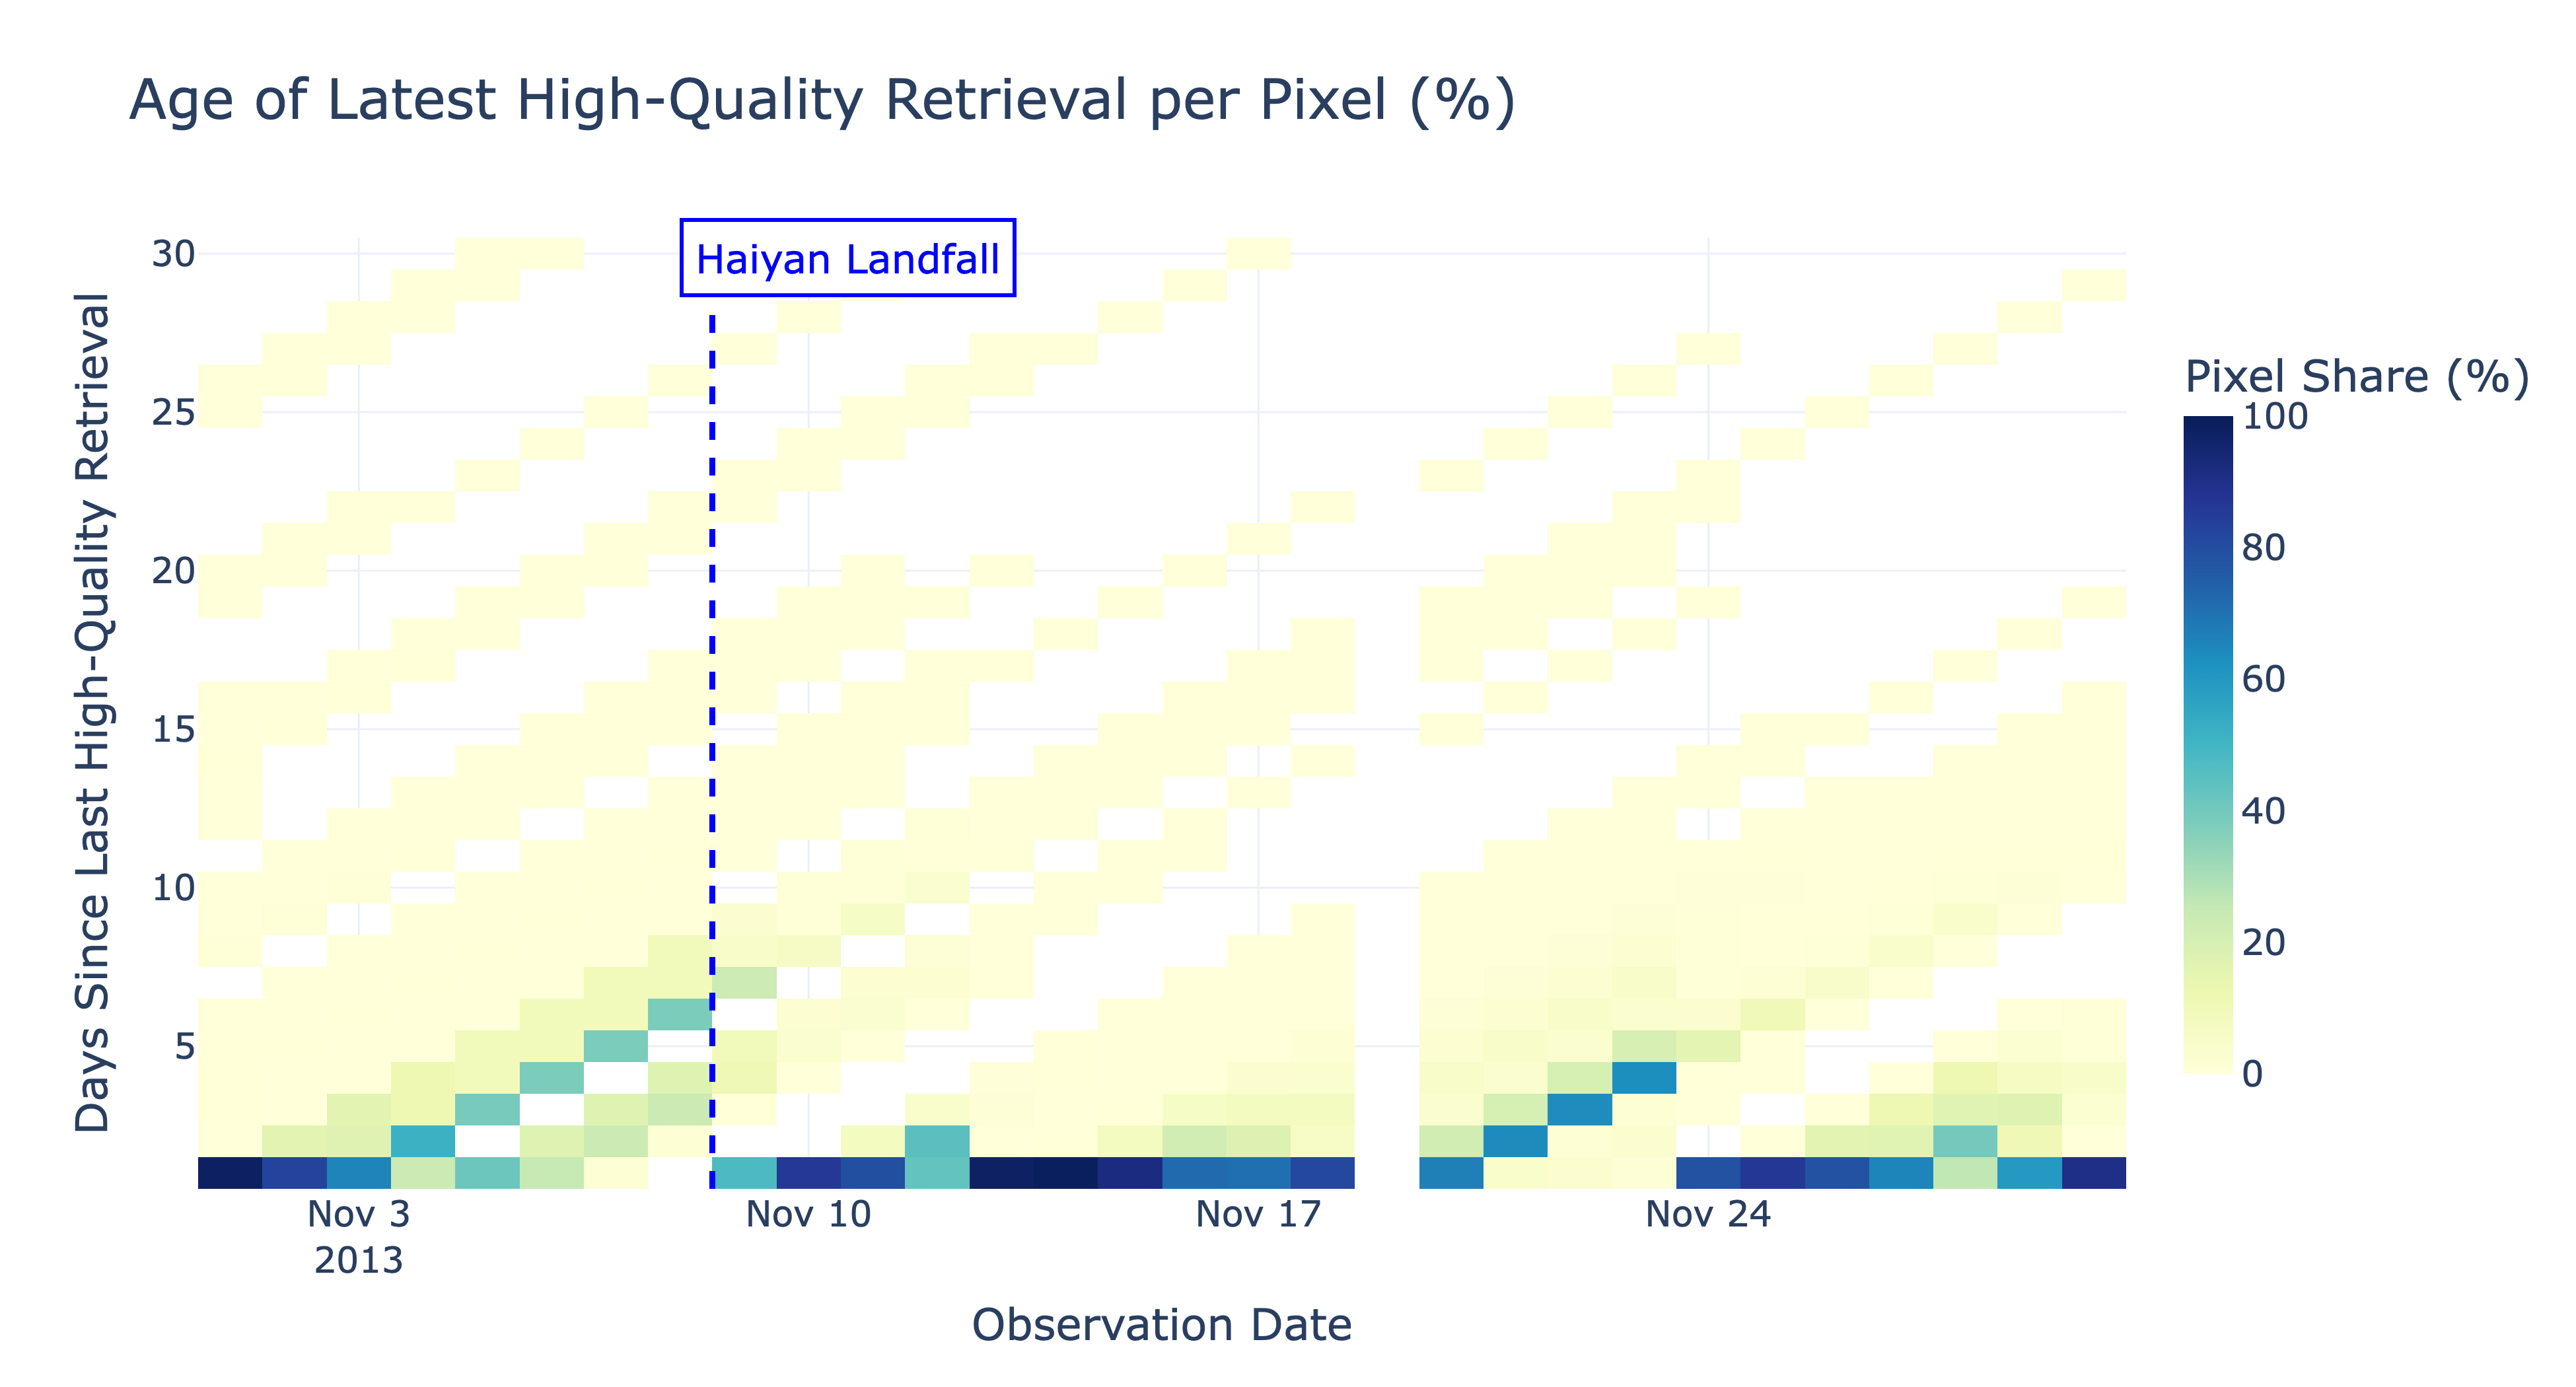 Age of Latest High-Quality Retrieval per Pixel (%)
Haiyan Landfall
Days Since Last High-Quality Retrieval
30
25
20
15
10
5
Nov 3
2013
Nov 10
Nov 17
Nov 24
Observation Date
Pixel Share (%)
100
80
60
40
20
0